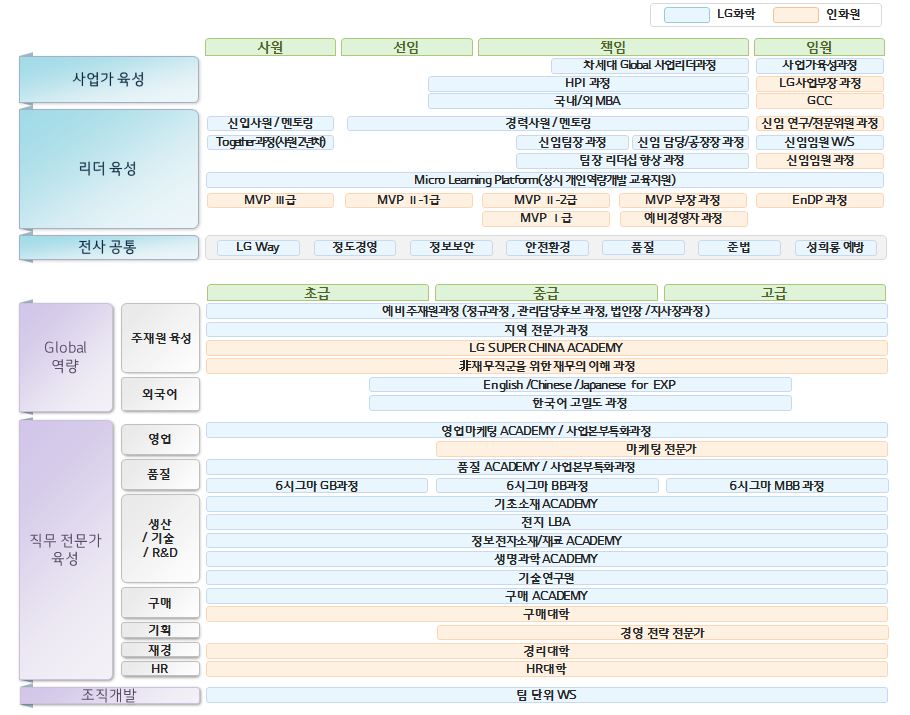 LG화학 인화원
사원 선임 책임 임원
사업가 육성
차세대 Global 사업리더과정 사업가육성과정
HPI 과정 LG사업부장 과정
국내/외 MBA GCC
리더 육성
신입사원 / 멘토링 경력사원 / 멘토링 신임 연구/전문위원 과정
Together과정(사원2년차) 신임팀장 과정 신임 담당/공장장 과정 신임임원 W/S
팀장 리더십 향상 과정 신임임원 과정
Micro Learning Platform(상시 개인역량개발 교육지원)
MVP Ⅲ급 MVP Ⅱ-1급 MVP Ⅱ-2급 MVP 부장 과정 EnDP 과정
MVP Ⅰ급 예비경영자 과정
전사 공통 LG Way 정도경영 정보보안 안전환경 품질 준법 성희롱 예방
초급 중급 고급
Global
역량
주재원 육성
예비주재원과정 (정규과정 , 관리담당후보 과정, 법인장 /지사장과정 )
지역 전문가 과정
LG SUPER CHINA ACADEMY
非재무직군을 위한 재무의 이해 과정
외국어
English /Chinese /Japanese for EXP
한국어 고밀도 과정
직무 전문가
육성
영업
영업마케팅 ACADEMY / 사업본부특화과정
마케팅 전문가
품질
품질 ACADEMY / 사업본부특화과정
6시그마 GB과정 6시그마 BB과정 6시그마 MBB 과정
생산
/ 기술
/ R&D
기초소재 ACADEMY
전지 LBA
정보전자소재/재료 ACADEMY
생명과학 ACADEMY
기술연구원
구매
구매 ACADEMY
구매대학
기획 경영 전략 전문가
재경 경리대학
HR HR대학
조직개발 팀 단위 WS